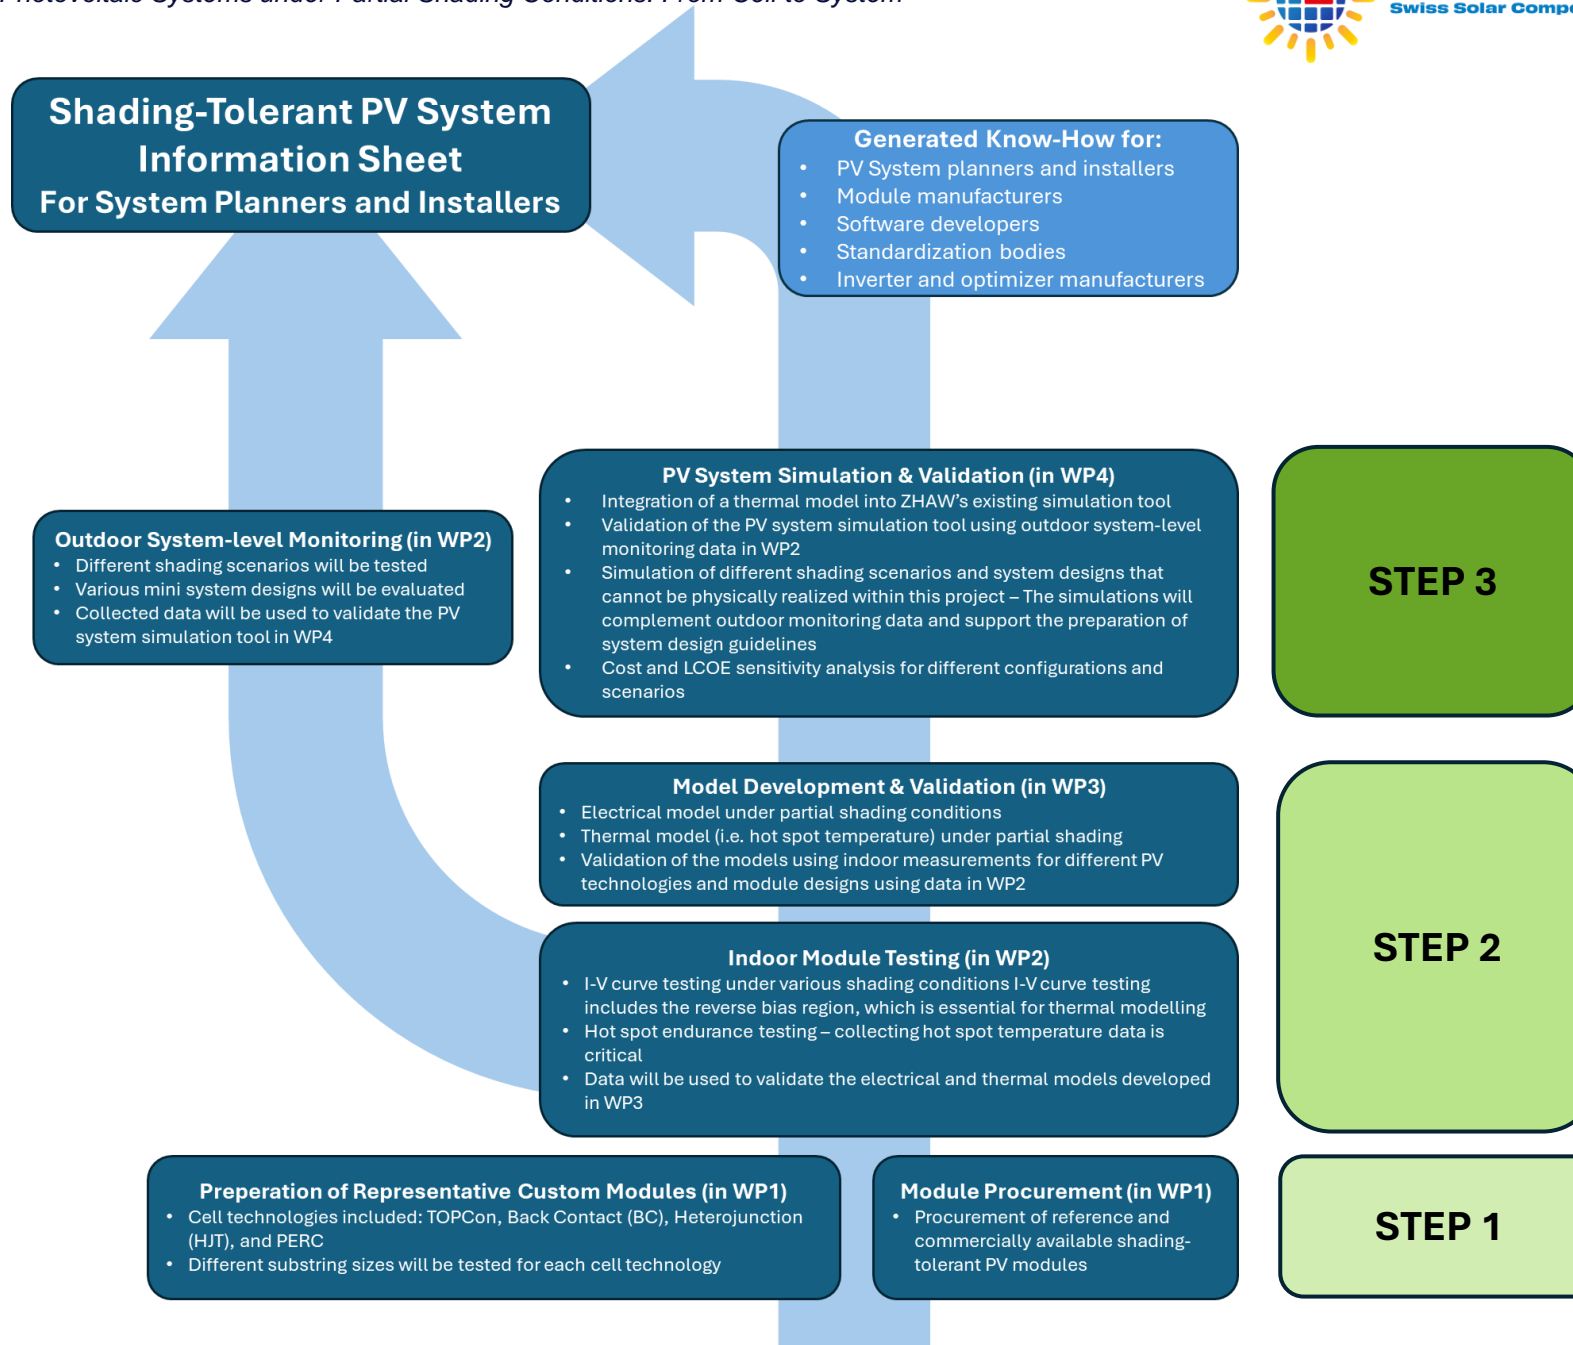 Photovoltaic Systems under Partial Shading Conditions: From Cell to System
Swiss Solar
Shading-Tolerant PV System
Information Sheet
For System Planners and Installers
Generated Know-How for:
• PV System planners and installers
• Module manufacturers
• Software developers
• Standardization bodies
• Inverter and optimizer manufacturers
PV System Simulation & Validation (in WP4)
• Integration of a thermal model into ZHAW's existing simulation tool
• Validation of the PV system simulation tool using outdoor system-level
monitoring data in WP2
• Simulation of different shading scenarios and system designs that
cannot be physically realized within this project – The simulations will
complement outdoor monitoring data and support the preparation of
system design guidelines
• Cost and LCOE sensitivity analysis for different configurations and
scenarios
STEP 3
Outdoor System-level Monitoring (in WP2)
• Different shading scenarios will be tested
• Various mini system designs will be evaluated
• Collected data will be used to validate the PV
system simulation tool in WP4
Model Development & Validation (in WP3)
• Electrical model under partial shading conditions
• Thermal model (i.e. hot spot temperature) under partial shading
• Validation of the models using indoor measurements for different PV
technologies and module designs using data in WP2
STEP 2
Indoor Module Testing (in WP2)
• I-V curve testing under various shading conditions I-V curve testing
includes the reverse bias region, which is essential for thermal modelling
• Hot spot endurance testing – collecting hot spot temperature data is
critical
• Data will be used to validate the electrical and thermal models developed
in WP3
Preperation of Representative Custom Modules (in WP1)
• Cell technologies included: TOPCon, Back Contact (BC), Heterojunction
(HJT), and PERC
• Different substring sizes will be tested for each cell technology
Module Procurement (in WP1)
• Procurement of reference and
commercially available shading-
tolerant PV modules
STEP 1